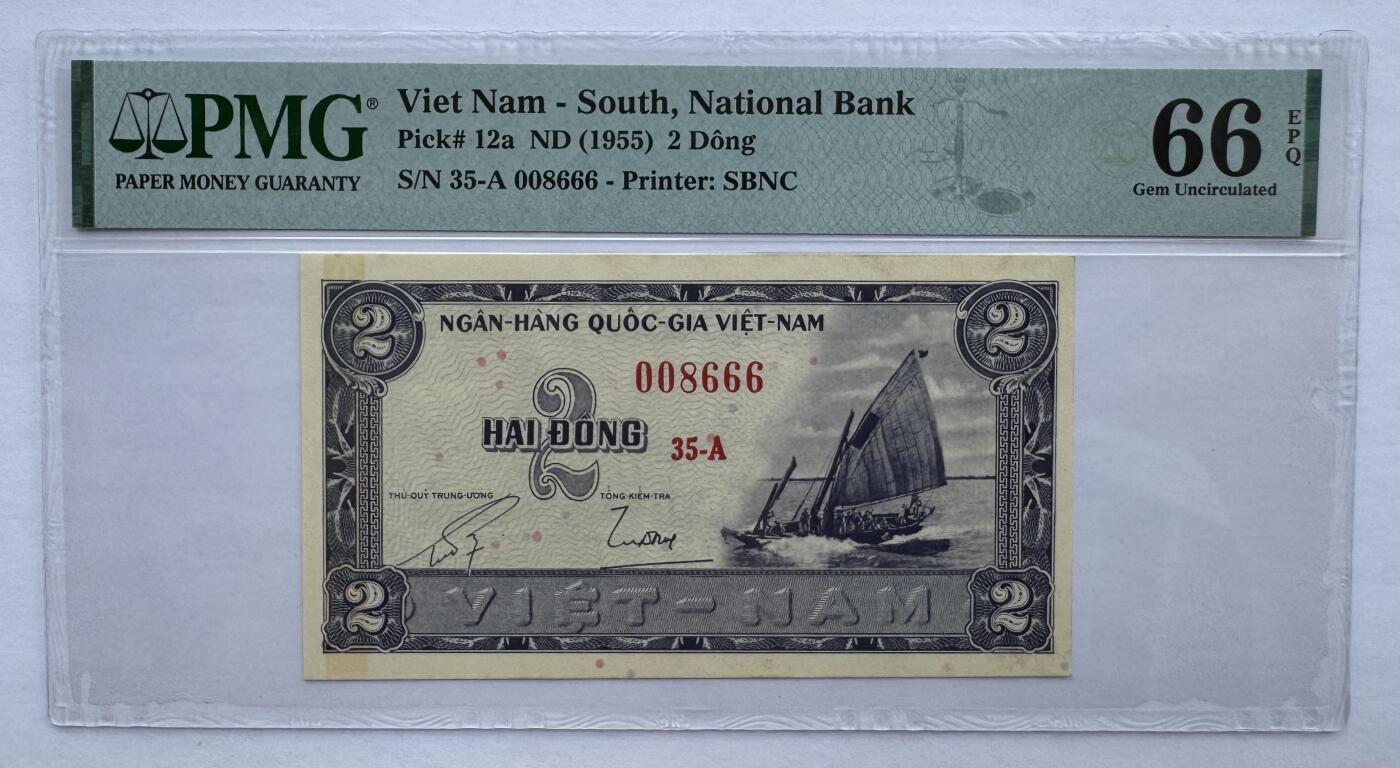 PMG®
PAPER MONEY GUARANTY
Viet Nam - South, National Bank
Pick# 12a ND (1955) 2 Dông
S/N 35-A 008666 - Printer: SBNC
66
EPQ
Gem Uncirculated
2
2
NGÂN-HÀNG QUỐC-GIA VIỆT-NAM
008666
2
HAI ĐỒNG
35-A
THỦ-QUỸ TRUNG-ƯƠNG
TỔNG-KIỂM-TRA
VIỆT-NAM
2
2